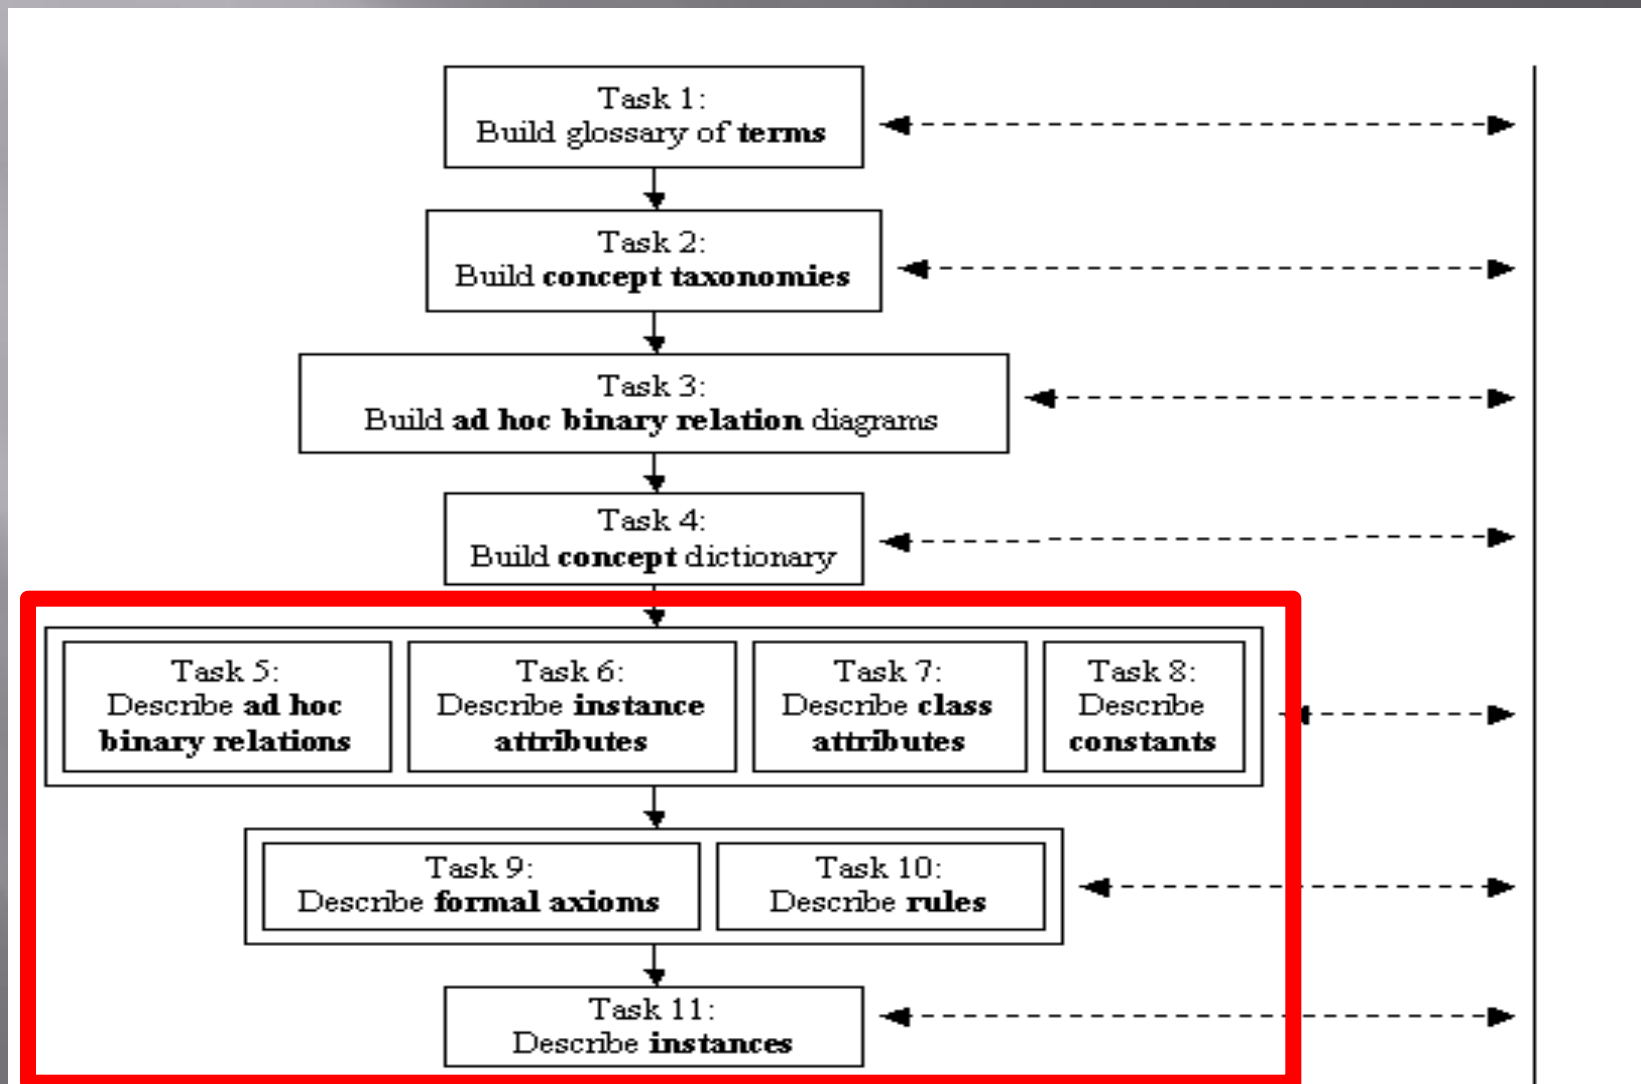 Task 1:
Build glossary of terms
Task 2:
Build concept taxonomies
Task 3:
Build ad hoc binary relation diagrams
Task 4:
Build concept dictionary
Task 5:
Describe ad hoc
binary relations
Task 6:
Describe instance
attributes
Task 7:
Describe class
attributes
Task 8:
Describe
constants
Task 9:
Describe formal axioms
Task 10:
Describe rules
Task 11:
Describe instances